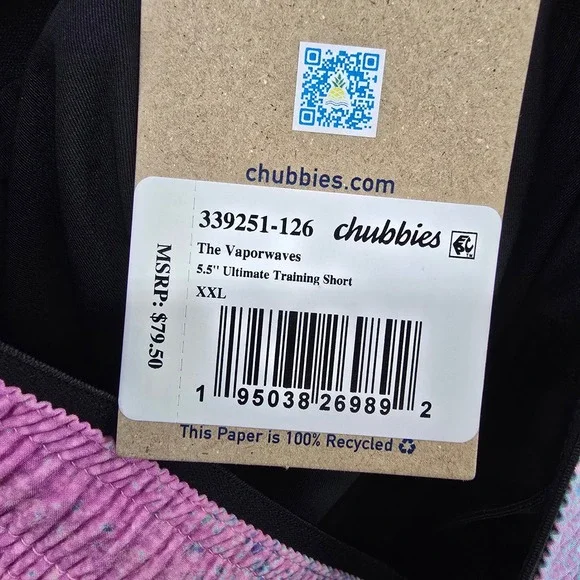 chubbies.com
339251-126 chubbies
The Vaporwaves
5.5" Ultimate Training Short
XXL
MSRP: $79.50
1 95038 26989 2
This Paper is 100% Recycled